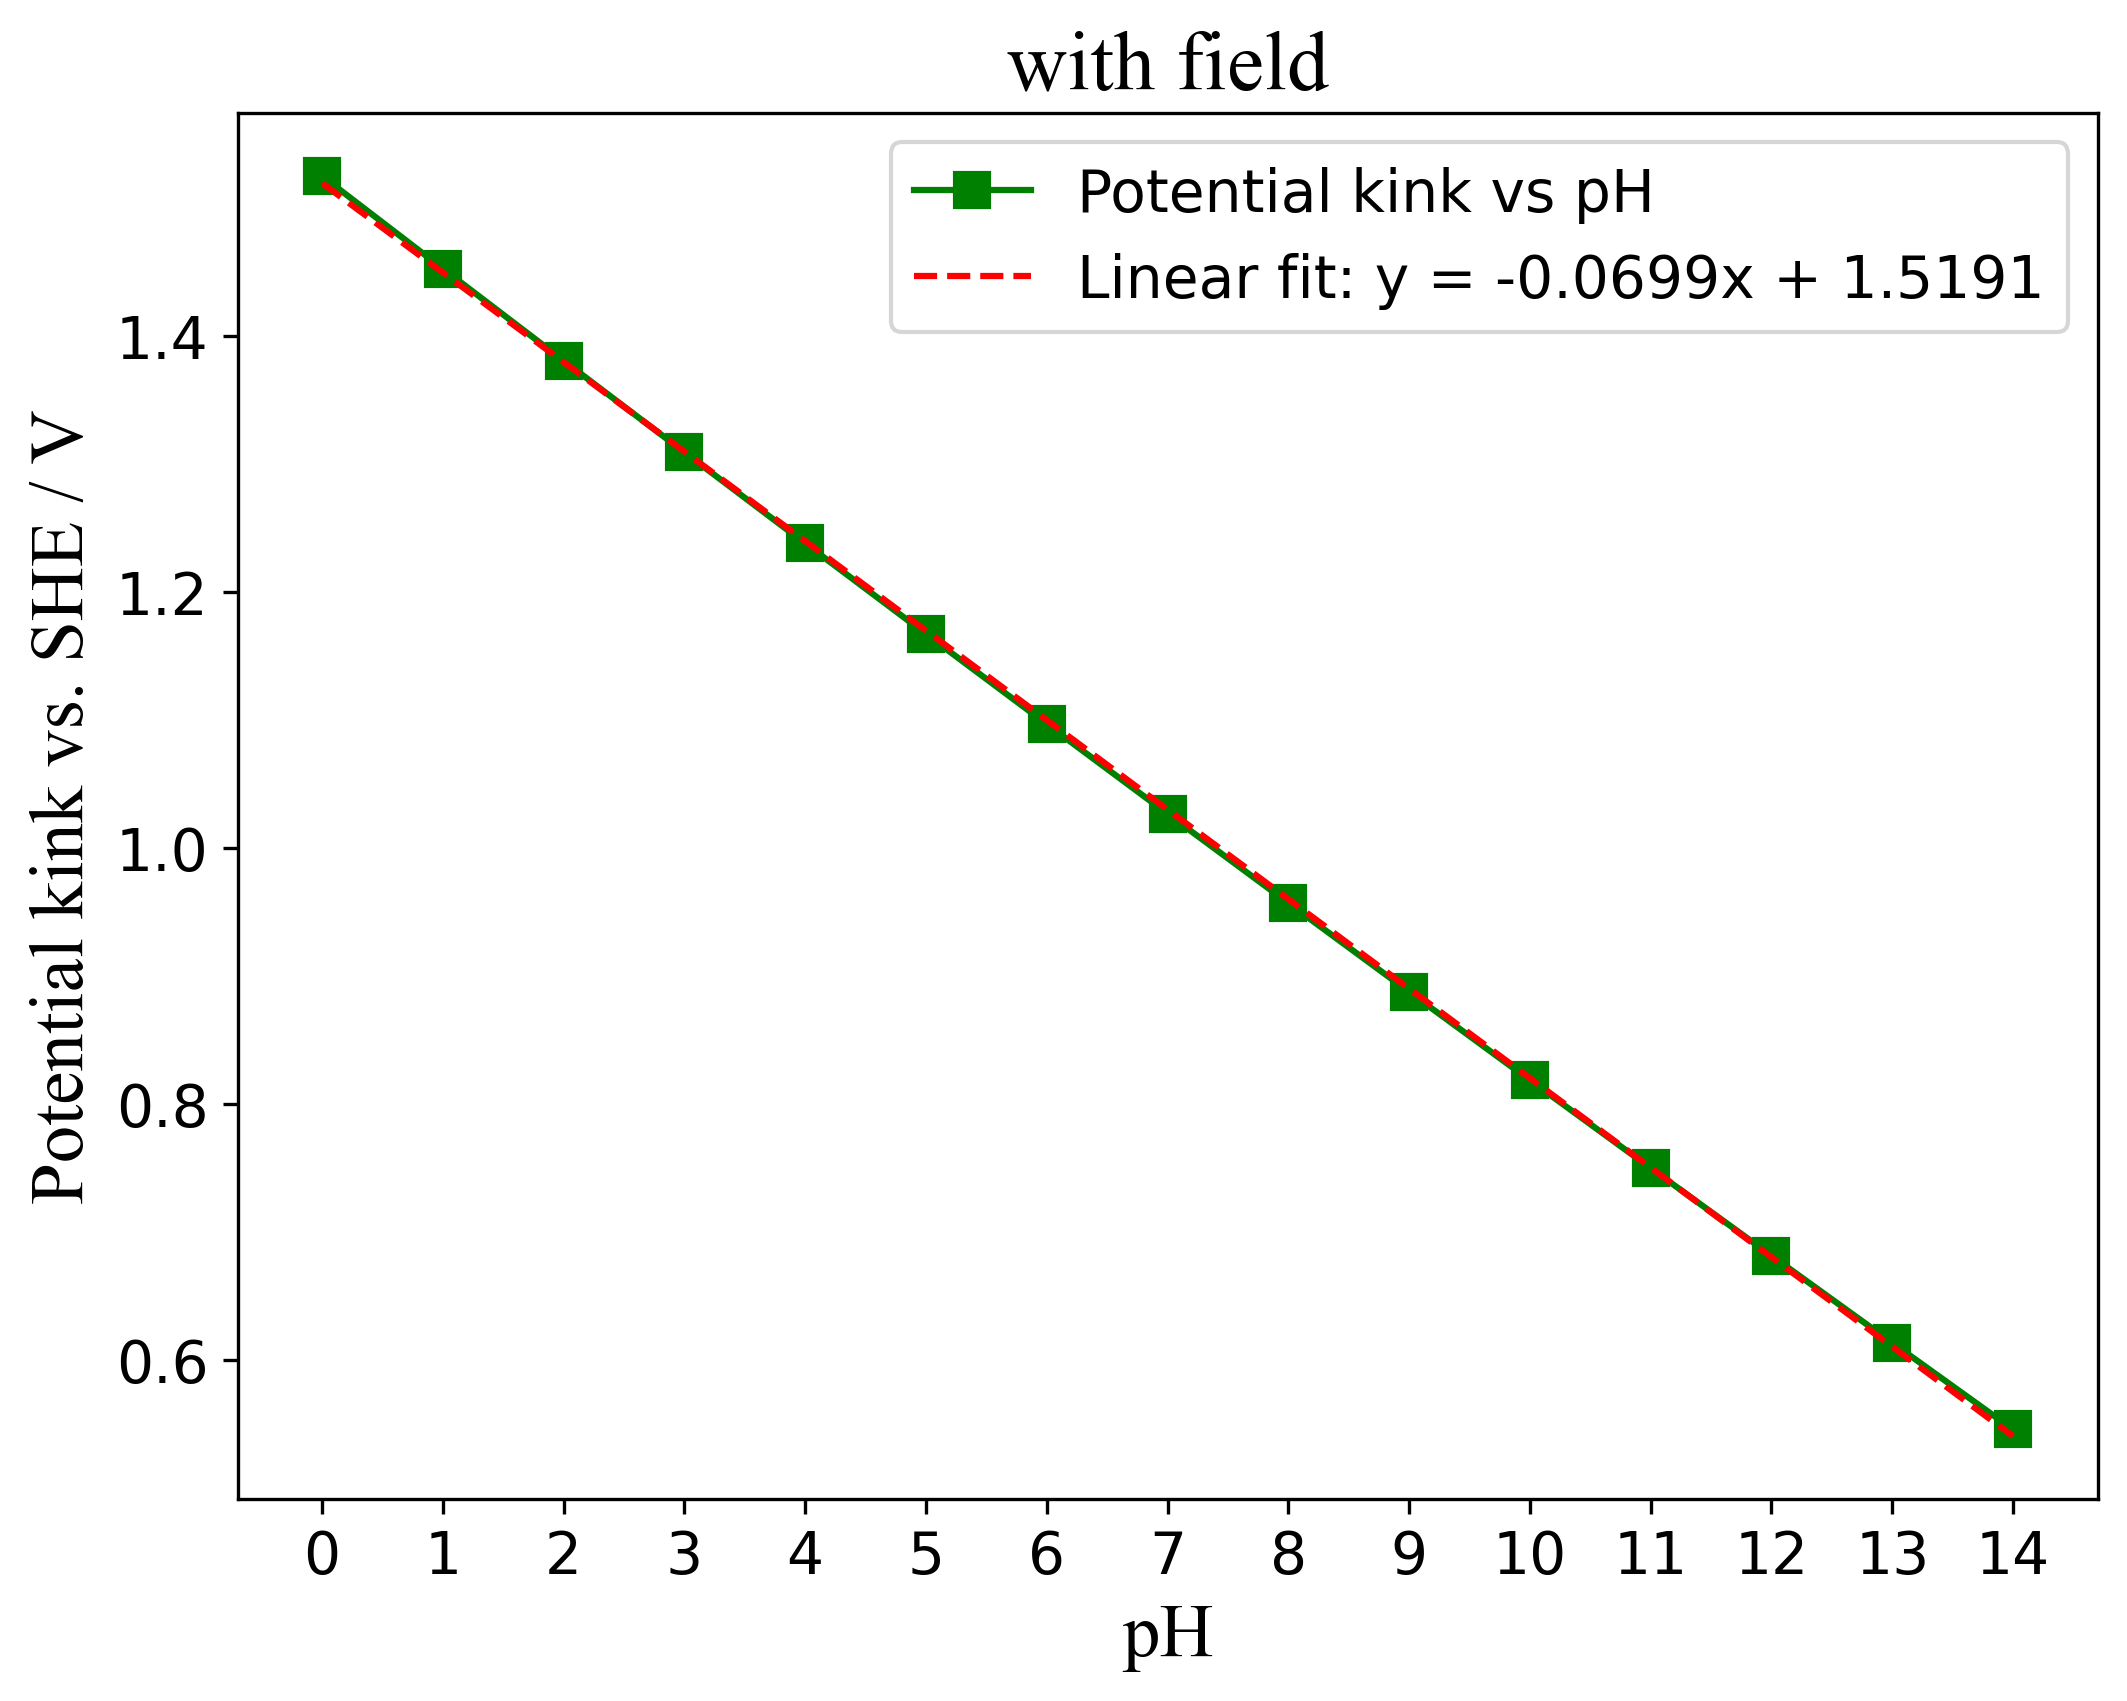 with field
Potential kink vs pH
Linear fit: y = -0.0699x + 1.5191
Potential kink vs. SHE / V
1.4
1.2
1.0
0.8
0.6
0 1 2 3 4 5 6 7 8 9 10 11 12 13 14
pH